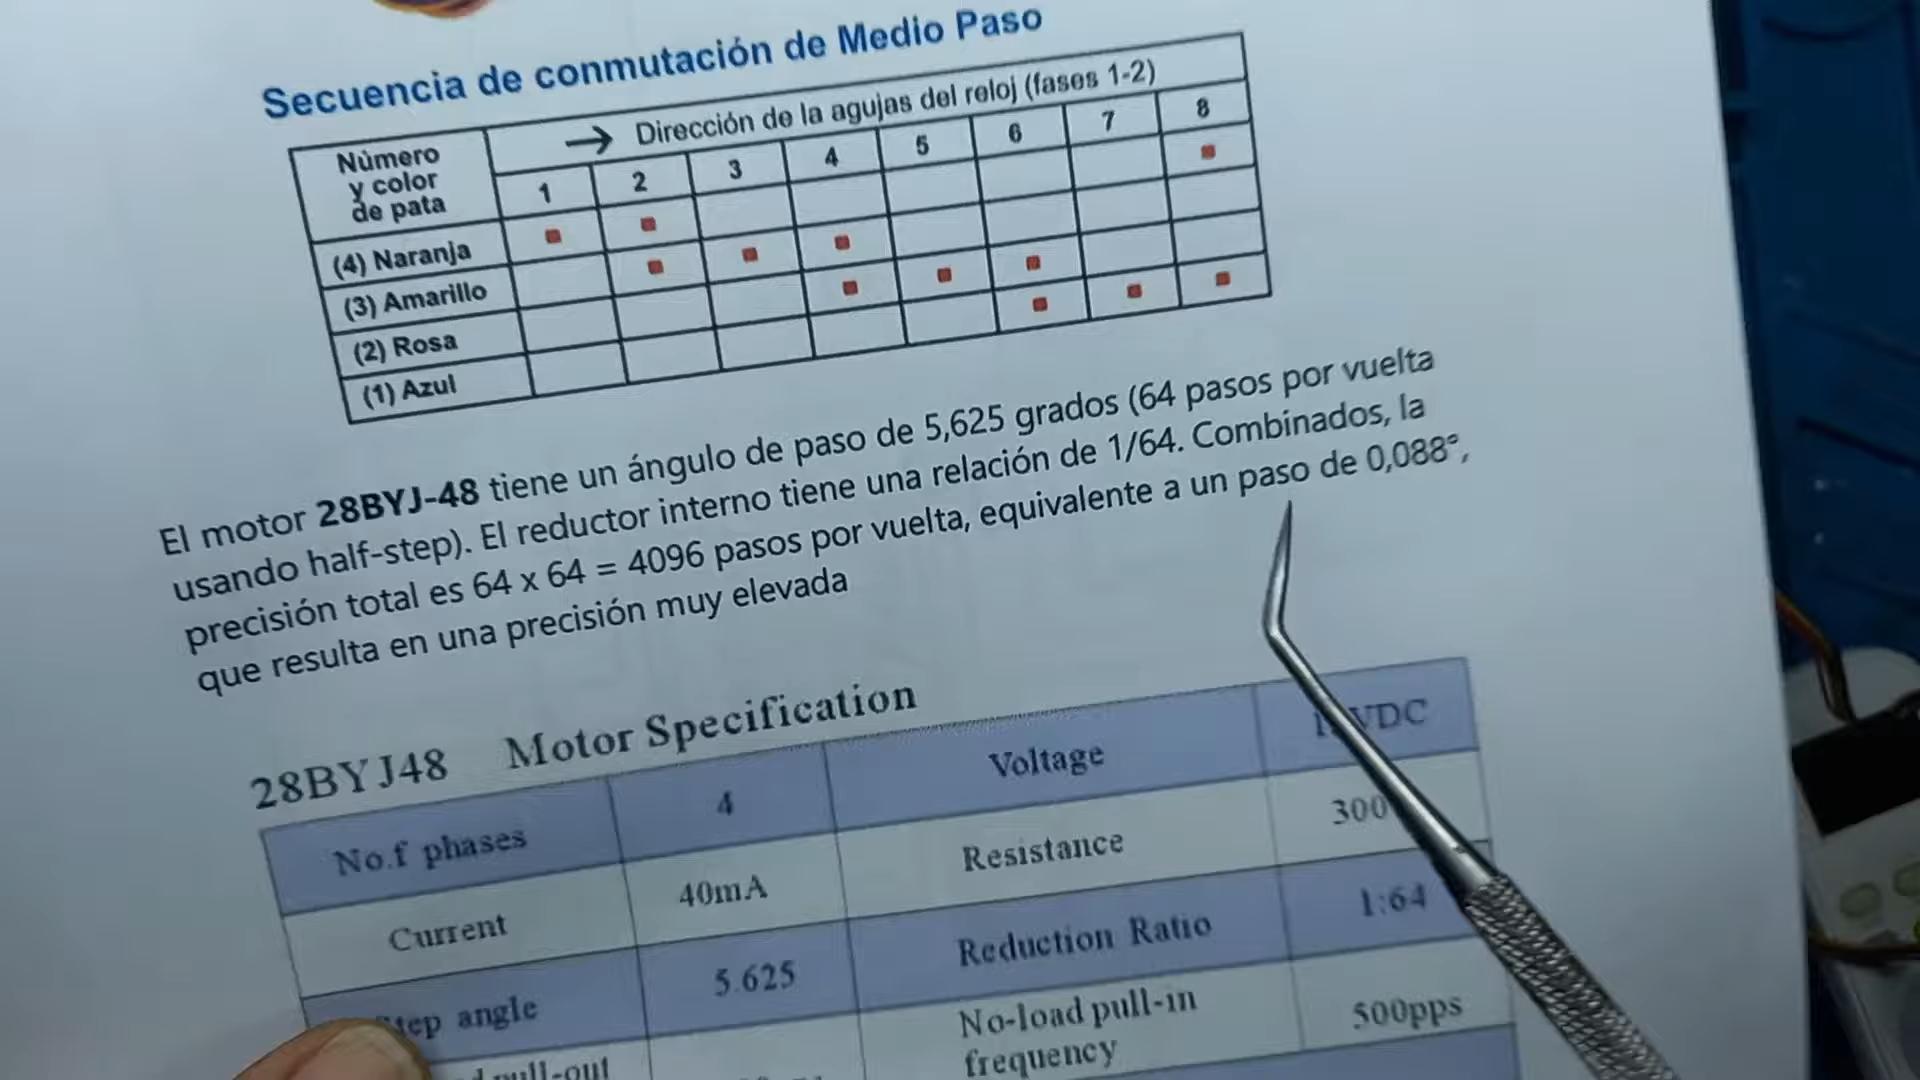 Secuencia de conmutación de Medio Paso
Número y color de pata
Dirección de la agujas del reloj (fases 1-2)
1 2 3 4 5 6 7 8
(4) Naranja
(3) Amarillo
(2) Rosa
(1) Azul
El motor 28BYJ-48 tiene un ángulo de paso de 5,625 grados (64 pasos por vuelta
usando half-step). El reductor interno tiene una relación de 1/64. Combinados, la
precisión total es 64 x 64 = 4096 pasos por vuelta, equivalente a un paso de 0,088°,
que resulta en una precisión muy elevada
28BYJ48 Motor Specification
No.f phases 4 Voltage VDC
Current 40mA Resistance 300
Step angle 5.625 Reduction Ratio 1:64
pull-out No-load pull-in frequency 500pps